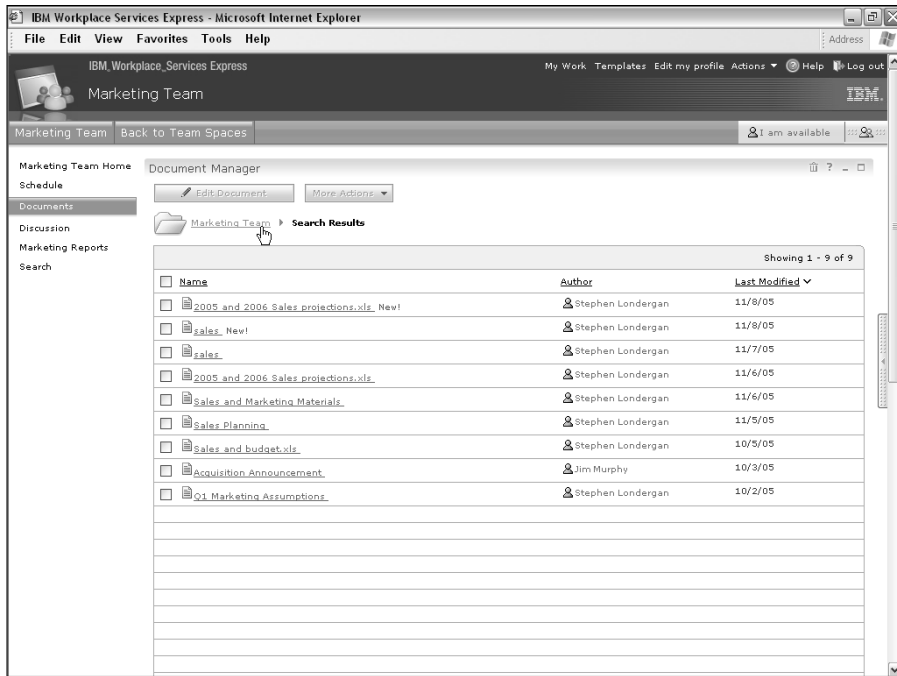 IBM Workplace Services Express - Microsoft Internet Explorer
File Edit View Favorites Tools Help Address
IBM_Workplace_Services Express My Work Templates Edit my profile Actions ? Help Log out
Marketing Team IBM.
Marketing Team Back to Team Spaces I am available
Marketing Team Home
Schedule
Documents
Discussion
Marketing Reports
Search
Document Manager ?
Edit Document More Actions
Marketing Team Search Results
Showing 1 - 9 of 9
Name Author Last Modified
2005 and 2006 Sales projections.xls New! Stephen Londergan 11/8/05
sales New! Stephen Londergan 11/8/05
sales Stephen Londergan 11/7/05
2005 and 2006 Sales projections.xls Stephen Londergan 11/6/05
Sales and Marketing Materials Stephen Londergan 11/6/05
Sales Planning Stephen Londergan 11/5/05
Sales and budget.xls Stephen Londergan 10/5/05
Acquisition Announcement Jim Murphy 10/3/05
Q1 Marketing Assumptions Stephen Londergan 10/2/05